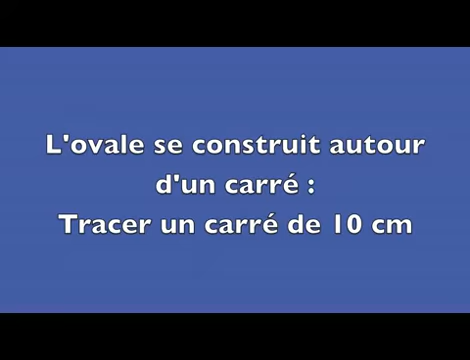 L'ovale se construit autour
d'un carré :
Tracer un carré de 10 cm